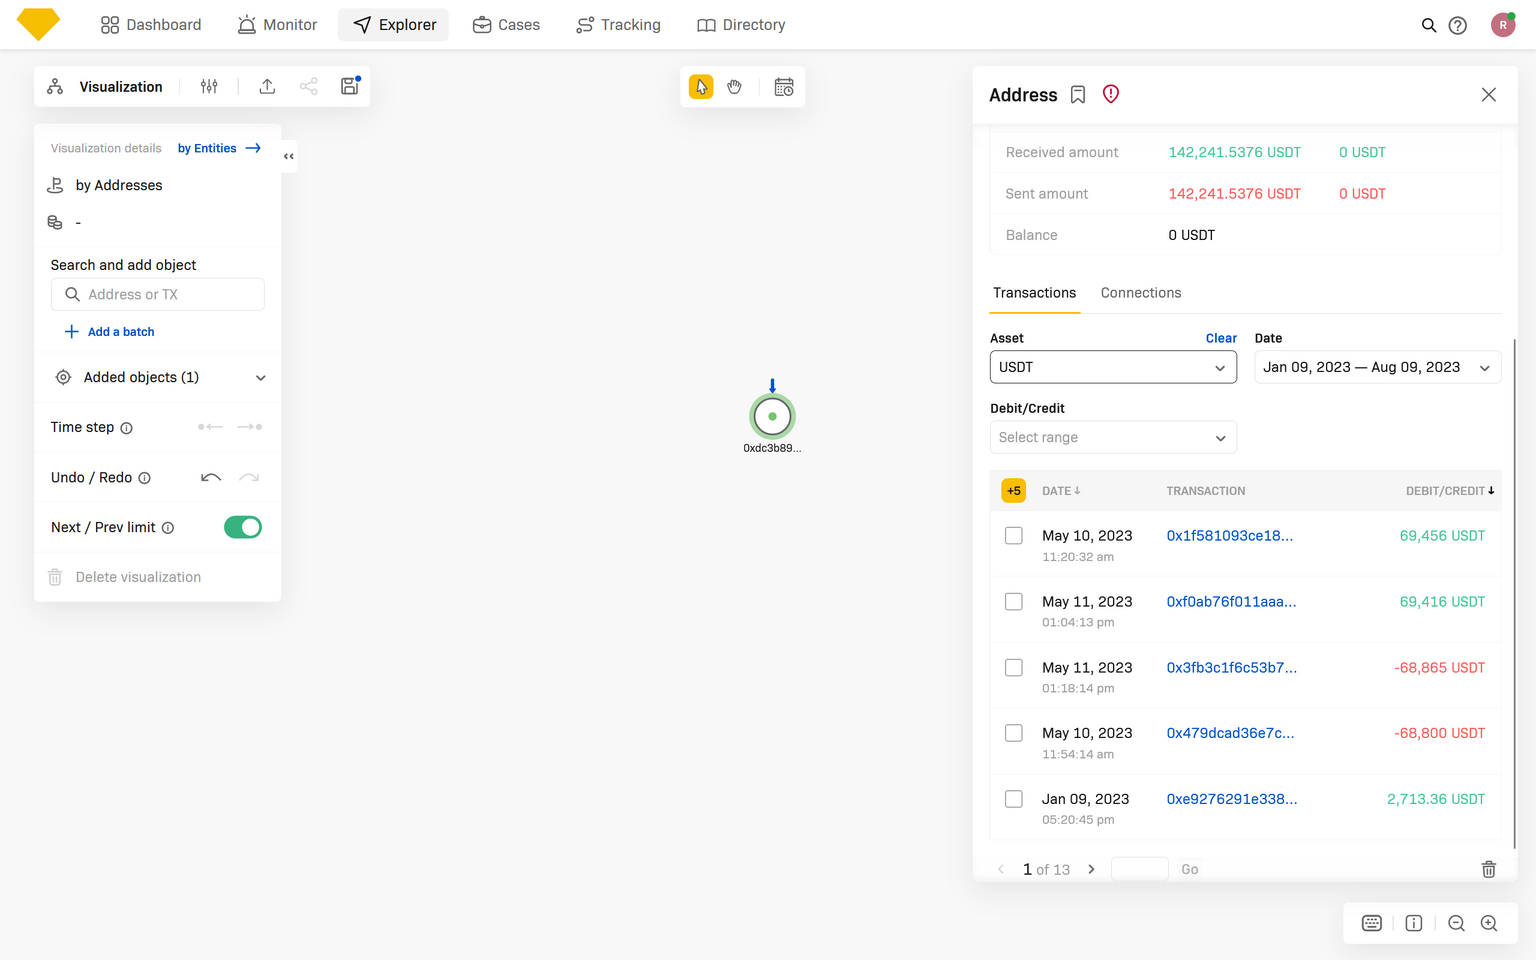 Dashboard
Monitor
Explorer
Cases
Tracking
Directory
R
Visualization
Visualization details
by Entities
by Addresses
-
Search and add object
Address or TX
Add a batch
Added objects (1)
Time step
Undo / Redo
Next / Prev limit
Delete visualization
0xdc3b89...
Address
Received amount 142,241.5376 USDT 0 USDT
Sent amount 142,241.5376 USDT 0 USDT
Balance 0 USDT
Transactions Connections
Asset Clear Date
USDT Jan 09, 2023 — Aug 09, 2023
Debit/Credit
Select range
+5 DATE TRANSACTION DEBIT/CREDIT
May 10, 2023 0x1f581093ce18... 69,456 USDT
11:20:32 am
May 11, 2023 0xf0ab76f011aaa... 69,416 USDT
01:04:13 pm
May 11, 2023 0x3fb3c1f6c53b7... -68,865 USDT
01:18:14 pm
May 10, 2023 0x479dcad36e7c... -68,800 USDT
11:54:14 am
Jan 09, 2023 0xe9276291e338... 2,713.36 USDT
05:20:45 pm
1 of 13 Go